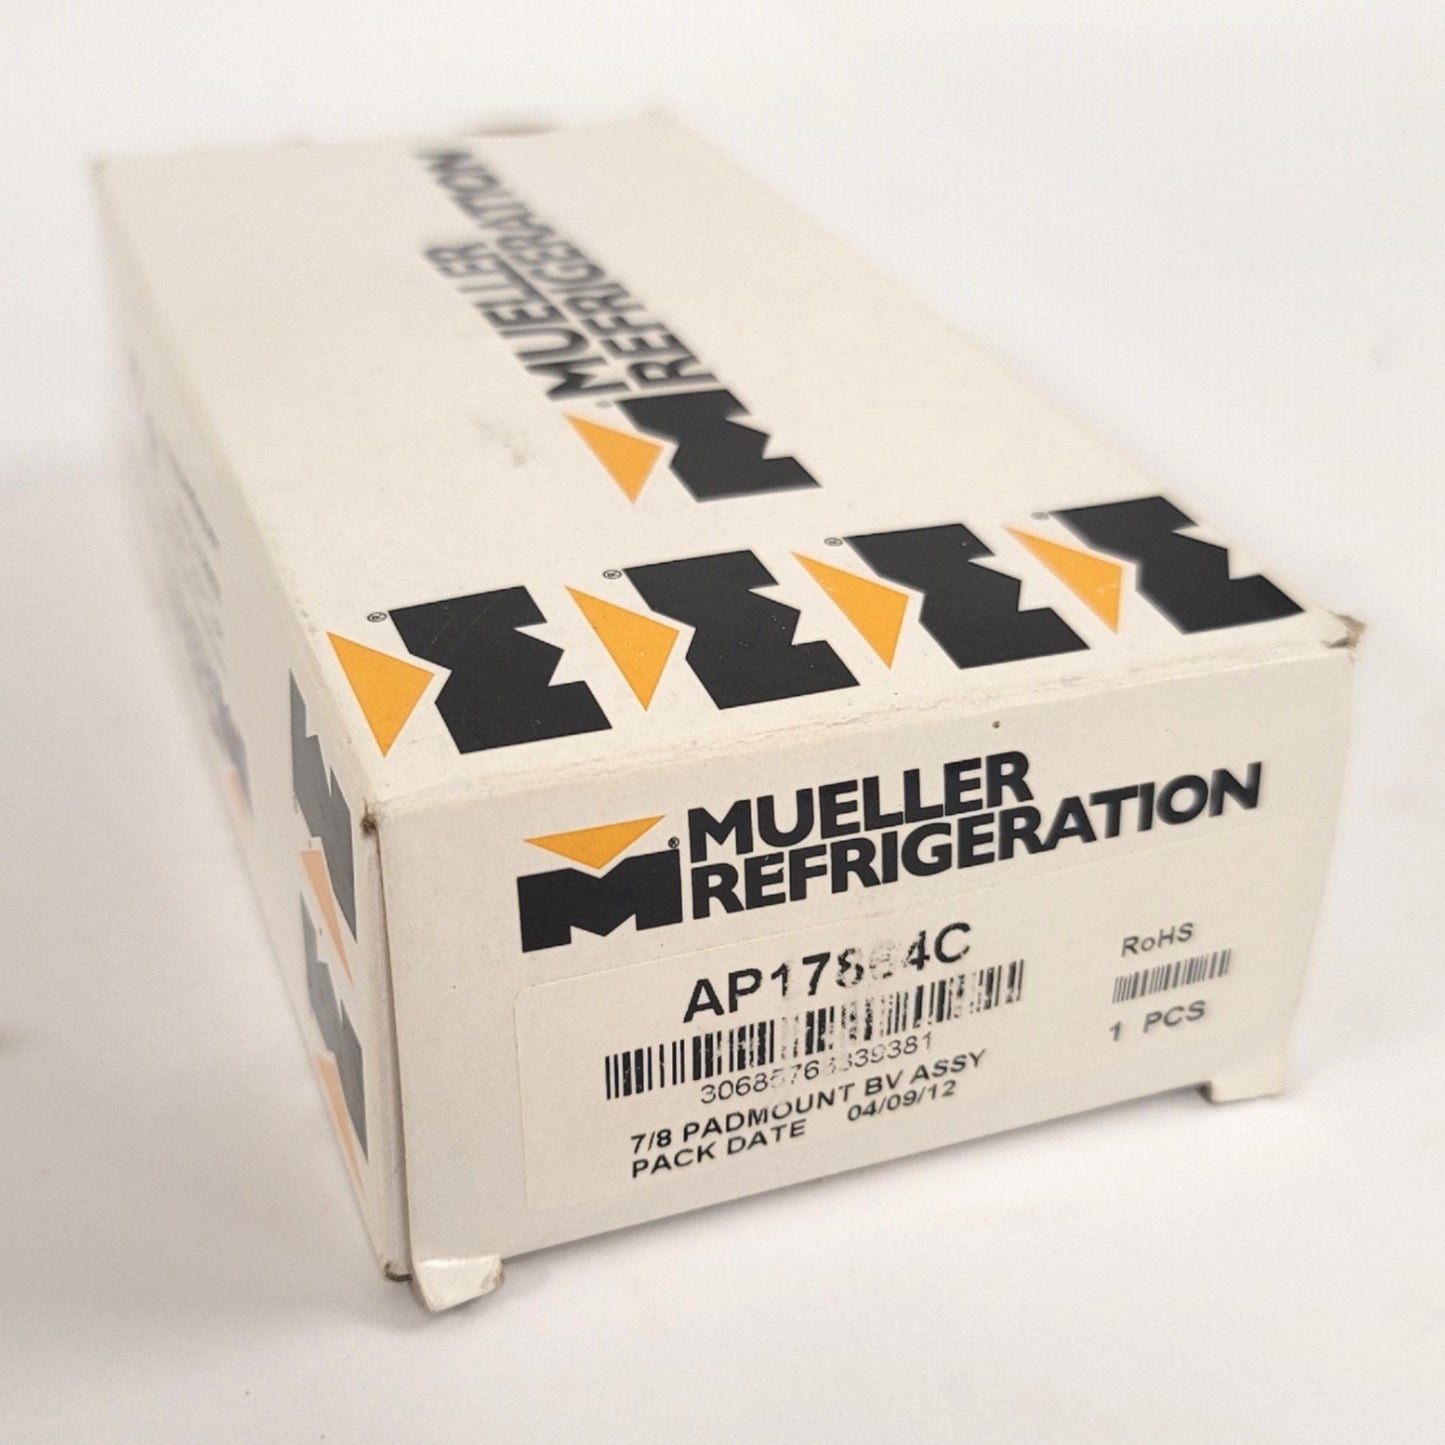 MUELLER
REFRIGERATION
MUELLER
REFRIGERATION
RoHS
1 PCS
7/8 PADMOUNT BV ASSY
PACK DATE 04/09/12